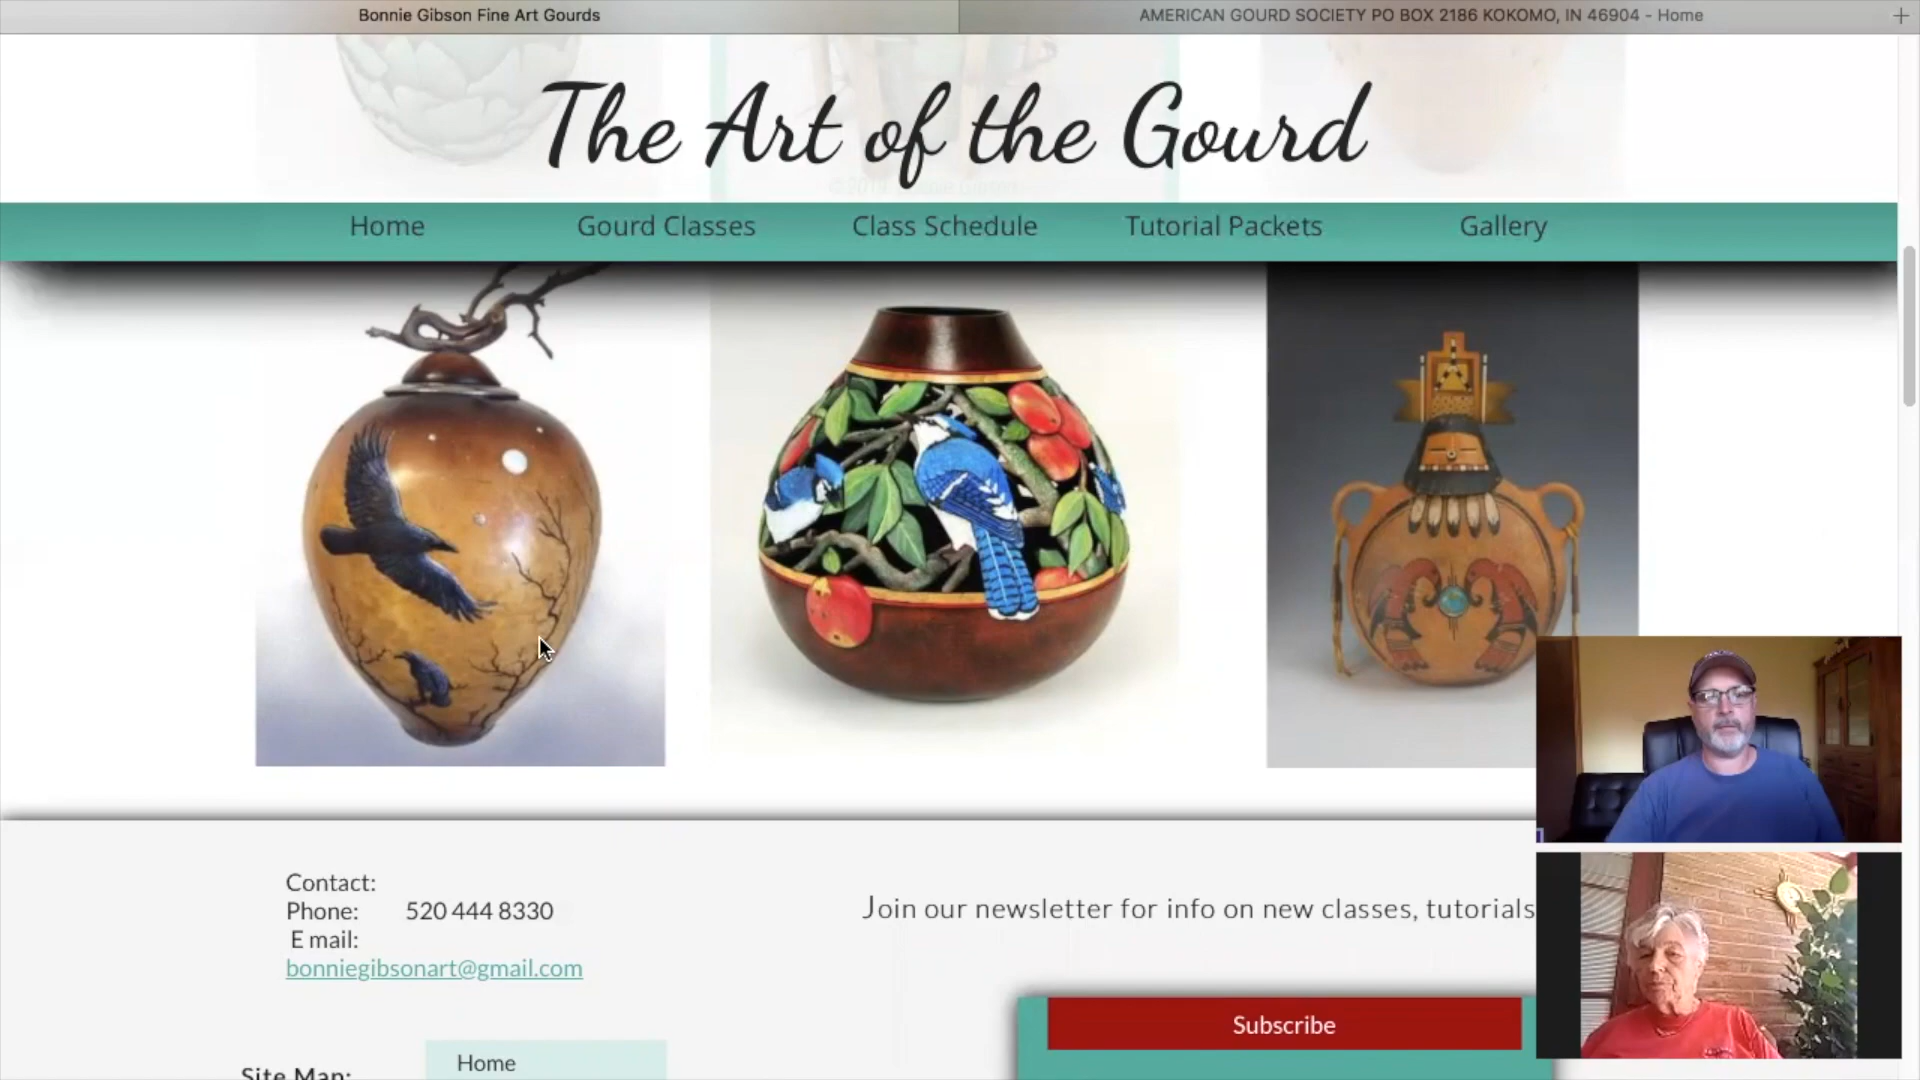 Bonnie Gibson Fine Art Gourds
AMERICAN GOURD SOCIETY PO BOX 2186 KOKOMO, IN 46904 - Home
The Art of the Gourd
Home
Gourd Classes
Class Schedule
Tutorial Packets
Gallery
Contact:
Phone: 520 444 8330
E mail:
bonniegibsonart@gmail.com
Join our newsletter for info on new classes, tutorials
Subscribe
Site Map:
Home